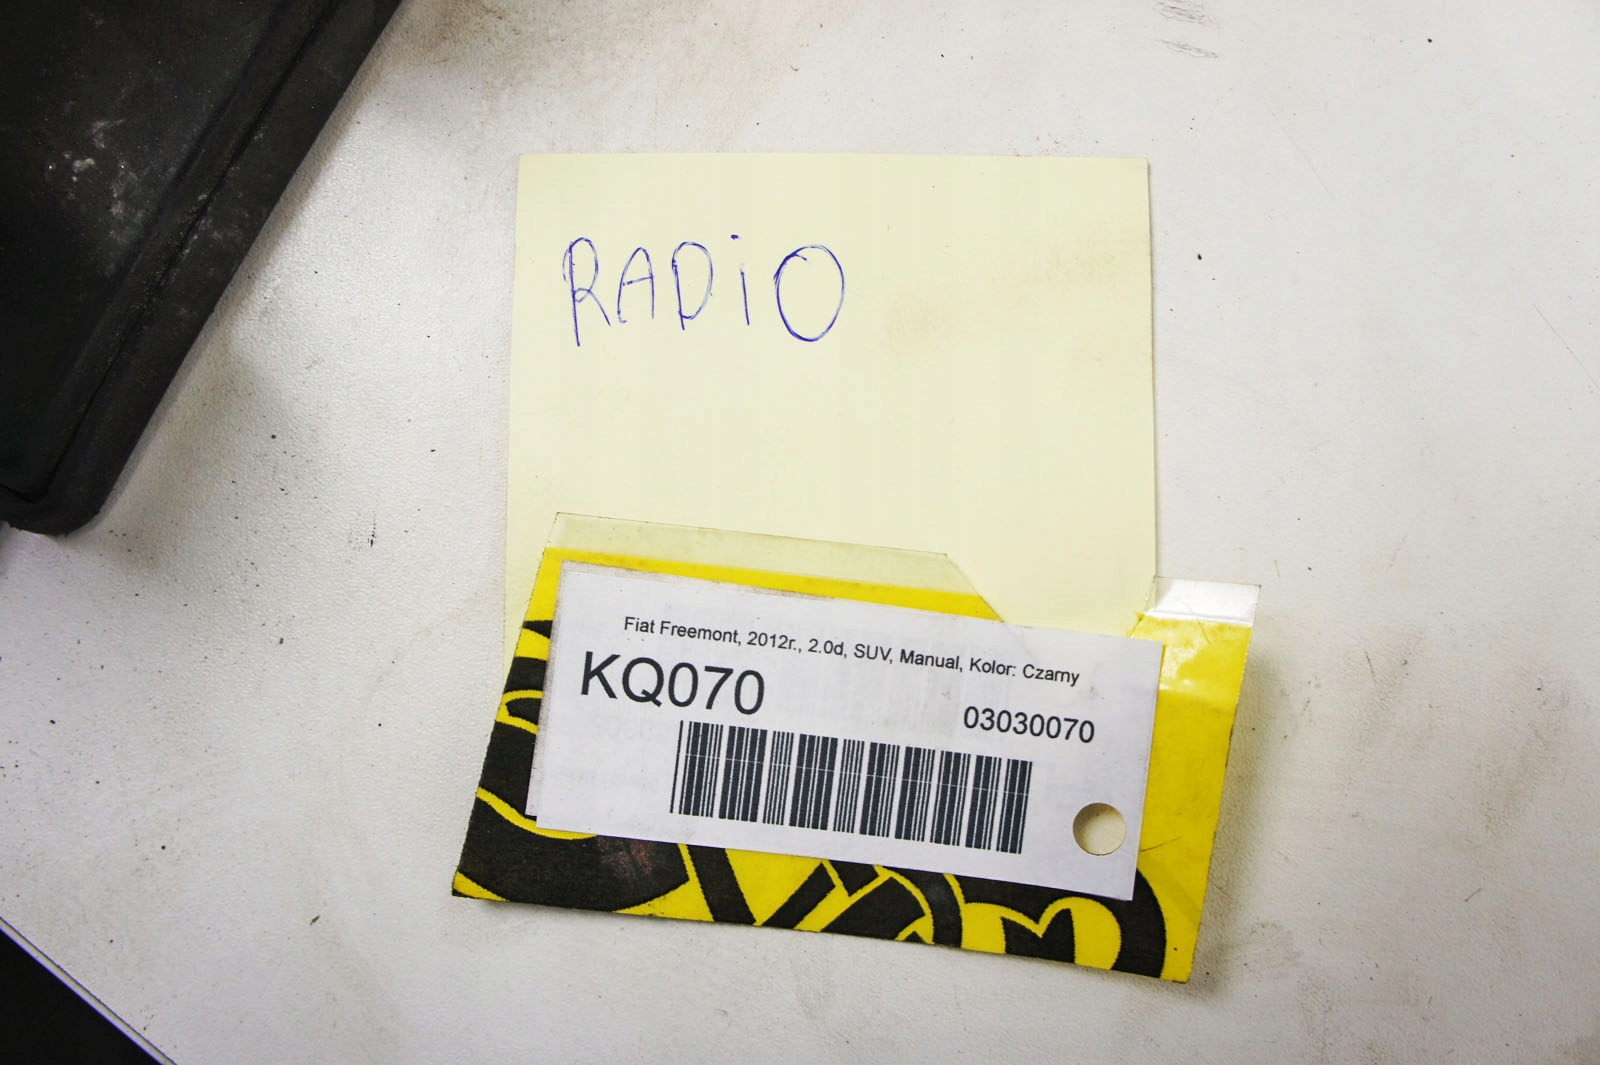 RADiO
Fiat Freemont, 2012r., 2.0d, SUV, Manual, Kolor: Czarny
KQ070
03030070